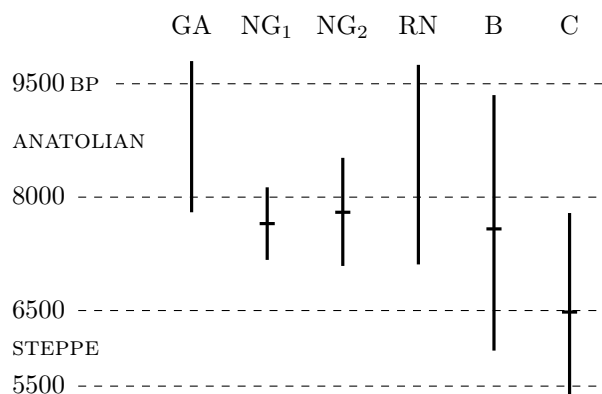 GA NG₁ NG₂ RN B C
9500 BP
ANATOLIAN
8000
6500
STEPPE
5500